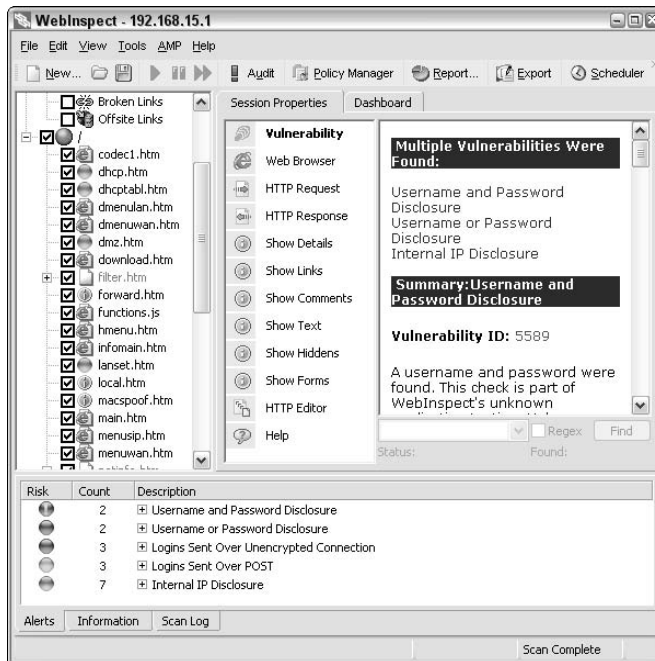 WebInspect - 192.168.15.1
File Edit View Tools AMP Help
New... Audit Policy Manager Report... Export Scheduler
Broken Links
Offsite Links
/
codec1.htm
dhcp.htm
dhcptabl.htm
dmenulan.htm
dmenuwan.htm
dmz.htm
download.htm
filter.htm
forward.htm
functions.js
hmenu.htm
infomain.htm
lanset.htm
local.htm
macspoof.htm
main.htm
menusip.htm
menuwan.htm
Session Properties Dashboard
Vulnerability
Web Browser
HTTP Request
HTTP Response
Show Details
Show Links
Show Comments
Show Text
Show Hiddens
Show Forms
HTTP Editor
Help
Multiple Vulnerabilities Were
Found:
Username and Password
Disclosure
Username or Password
Disclosure
Internal IP Disclosure
Summary:Username and
Password Disclosure
Vulnerability ID: 5589
A username and password were
found. This check is part of
WebInspect's unknown
Regex Find
Status: Found:
Risk Count Description
2 Username and Password Disclosure
2 Username or Password Disclosure
3 Logins Sent Over Unencrypted Connection
3 Logins Sent Over POST
7 Internal IP Disclosure
Alerts Information Scan Log
Scan Complete